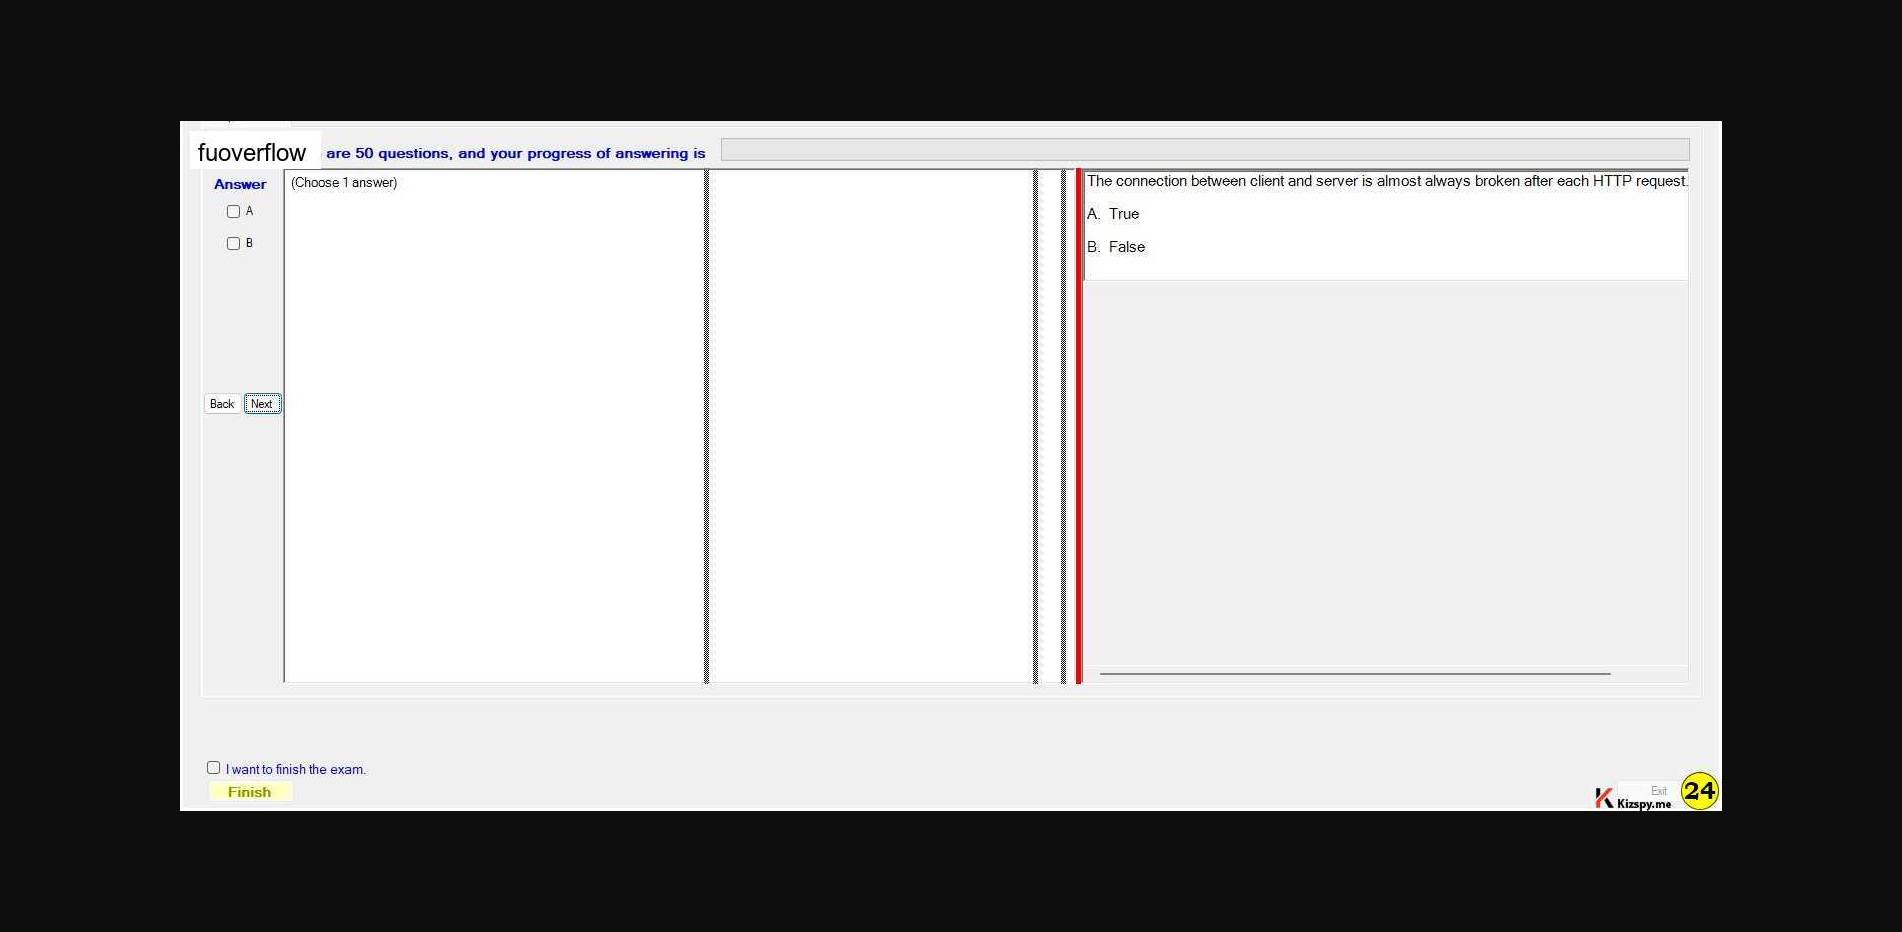 fuoverflow are 50 questions, and your progress of answering is
Answer
A
B
Back Next
(Choose 1 answer)
The connection between client and server is almost always broken after each HTTP request.
A. True
B. False
I want to finish the exam.
Finish
Exit
Kizspy.me
24